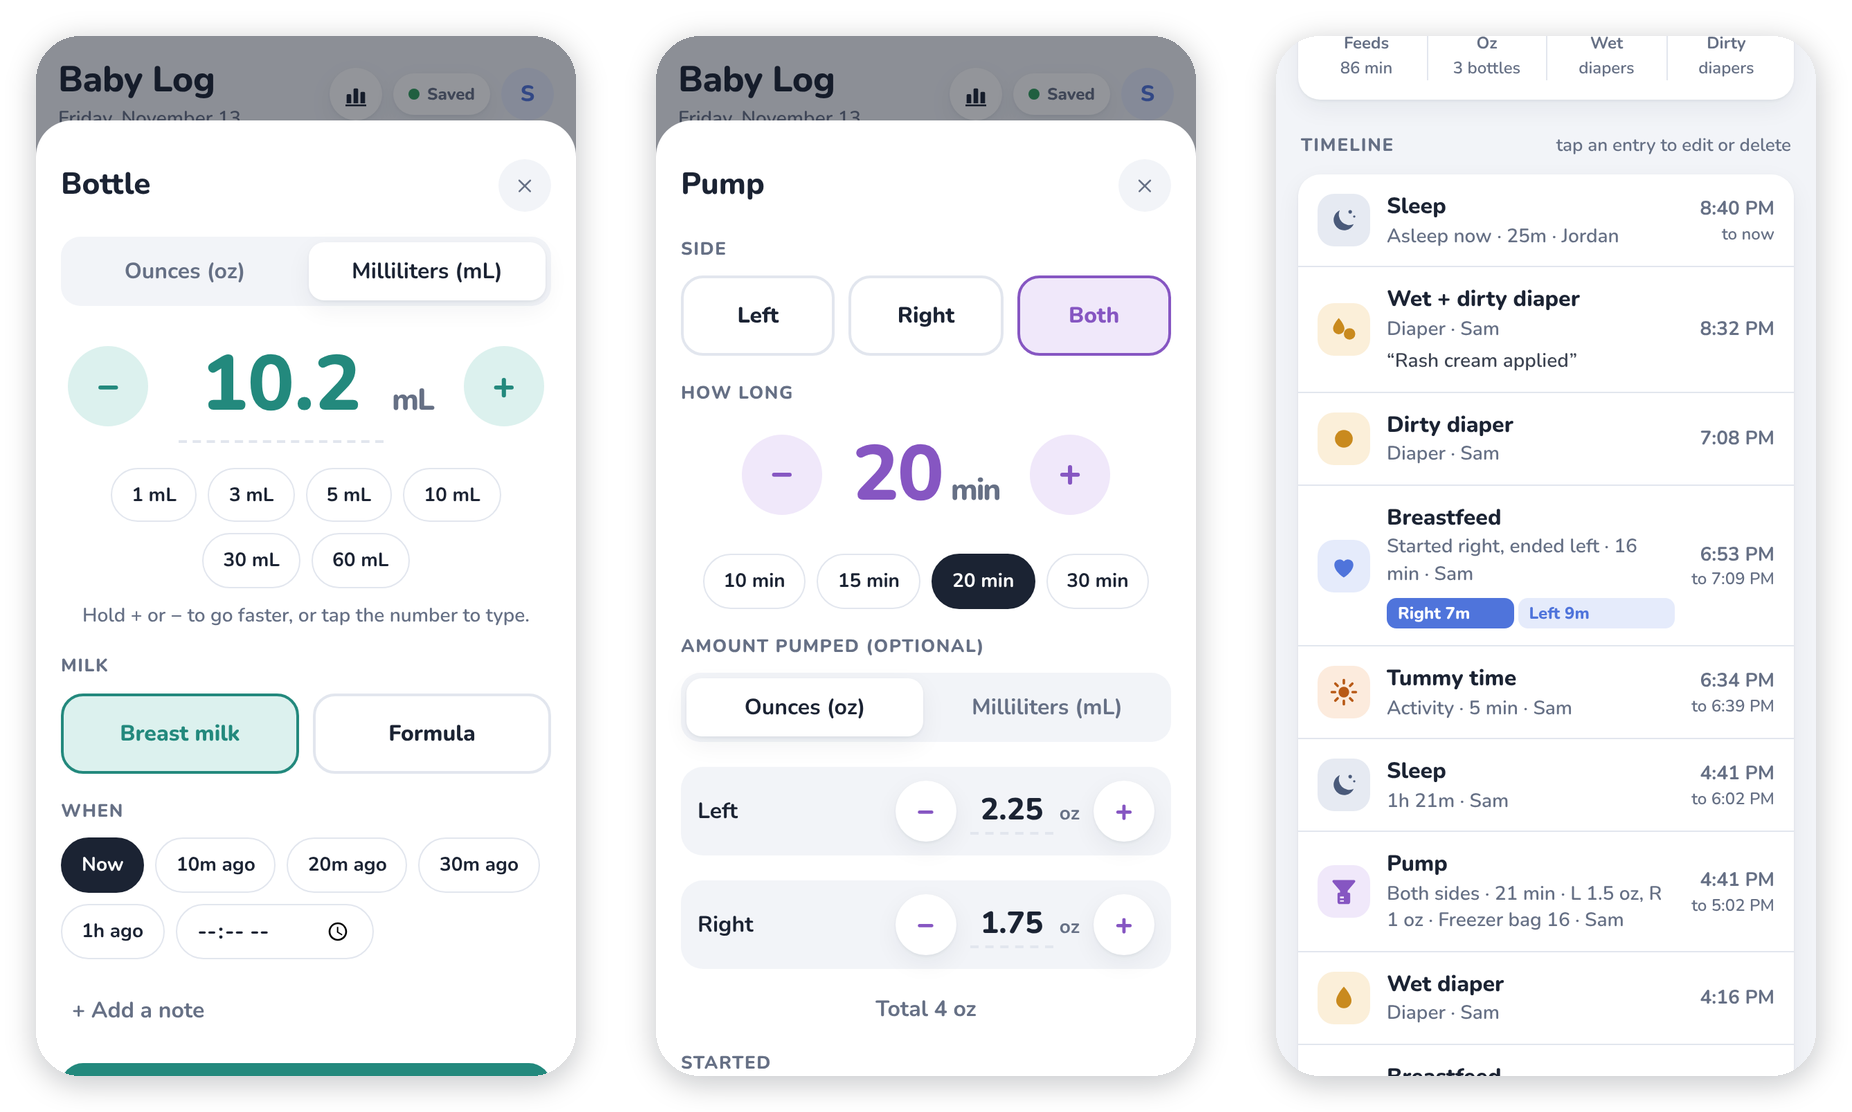 Baby Log
Saved
S
Friday, November 13
Bottle
×
Ounces (oz)
Milliliters (mL)
−
10.2 mL
+
1 mL
3 mL
5 mL
10 mL
30 mL
60 mL
Hold + or − to go faster, or tap the number to type.
MILK
Breast milk
Formula
WHEN
Now
10m ago
20m ago
30m ago
1h ago
--:-- --
+ Add a note
Baby Log
Saved
S
Friday, November 13
Pump
×
SIDE
Left
Right
Both
HOW LONG
−
20 min
+
10 min
15 min
20 min
30 min
AMOUNT PUMPED (OPTIONAL)
Ounces (oz)
Milliliters (mL)
Left
−
2.25 oz
+
Right
−
1.75 oz
+
Total 4 oz
STARTED
Feeds
86 min
Oz
3 bottles
Wet
diapers
Dirty
diapers
TIMELINE
tap an entry to edit or delete
Sleep
Asleep now · 25m · Jordan
8:40 PM
to now
Wet + dirty diaper
Diaper · Sam
“Rash cream applied”
8:32 PM
Dirty diaper
Diaper · Sam
7:08 PM
Breastfeed
Started right, ended left · 16
min · Sam
6:53 PM
to 7:09 PM
Right 7m
Left 9m
Tummy time
Activity · 5 min · Sam
6:34 PM
to 6:39 PM
Sleep
1h 21m · Sam
4:41 PM
to 6:02 PM
Pump
Both sides · 21 min · L 1.5 oz, R
1 oz · Freezer bag 16 · Sam
4:41 PM
to 5:02 PM
Wet diaper
Diaper · Sam
4:16 PM
Breastfeed